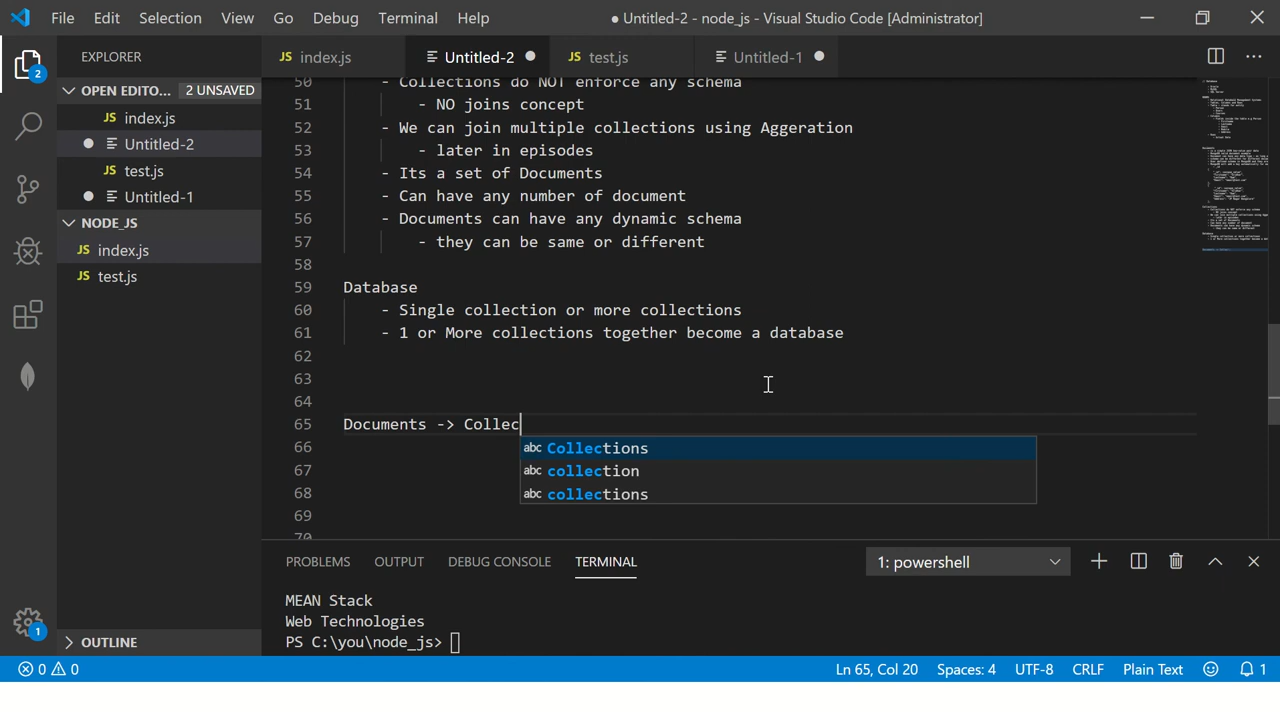 File Edit Selection View Go Debug Terminal Help ● Untitled-2 - node_js - Visual Studio Code [Administrator]
EXPLORER
JS index.js Untitled-2 JS test.js Untitled-1
2
OPEN EDITO... 2 UNSAVED
JS index.js
Untitled-2
JS test.js
Untitled-1
NODE_JS
JS index.js
JS test.js
OUTLINE
1
50 - Collections do NOT enforce any schema
51 - NO joins concept
52 - We can join multiple collections using Aggeration
53 - later in episodes
54 - Its a set of Documents
55 - Can have any number of document
56 - Documents can have any dynamic schema
57 - they can be same or different
58
59 Database
60 - Single collection or more collections
61 - 1 or More collections together become a database
62
63
64
65 Documents -> Collec
66 abc Collections
67 abc collection
68 abc collections
69
70
PROBLEMS OUTPUT DEBUG CONSOLE TERMINAL 1: powershell
MEAN Stack
Web Technologies
PS C:\you\node_js>
0 0 Ln 65, Col 20 Spaces: 4 UTF-8 CRLF Plain Text 1